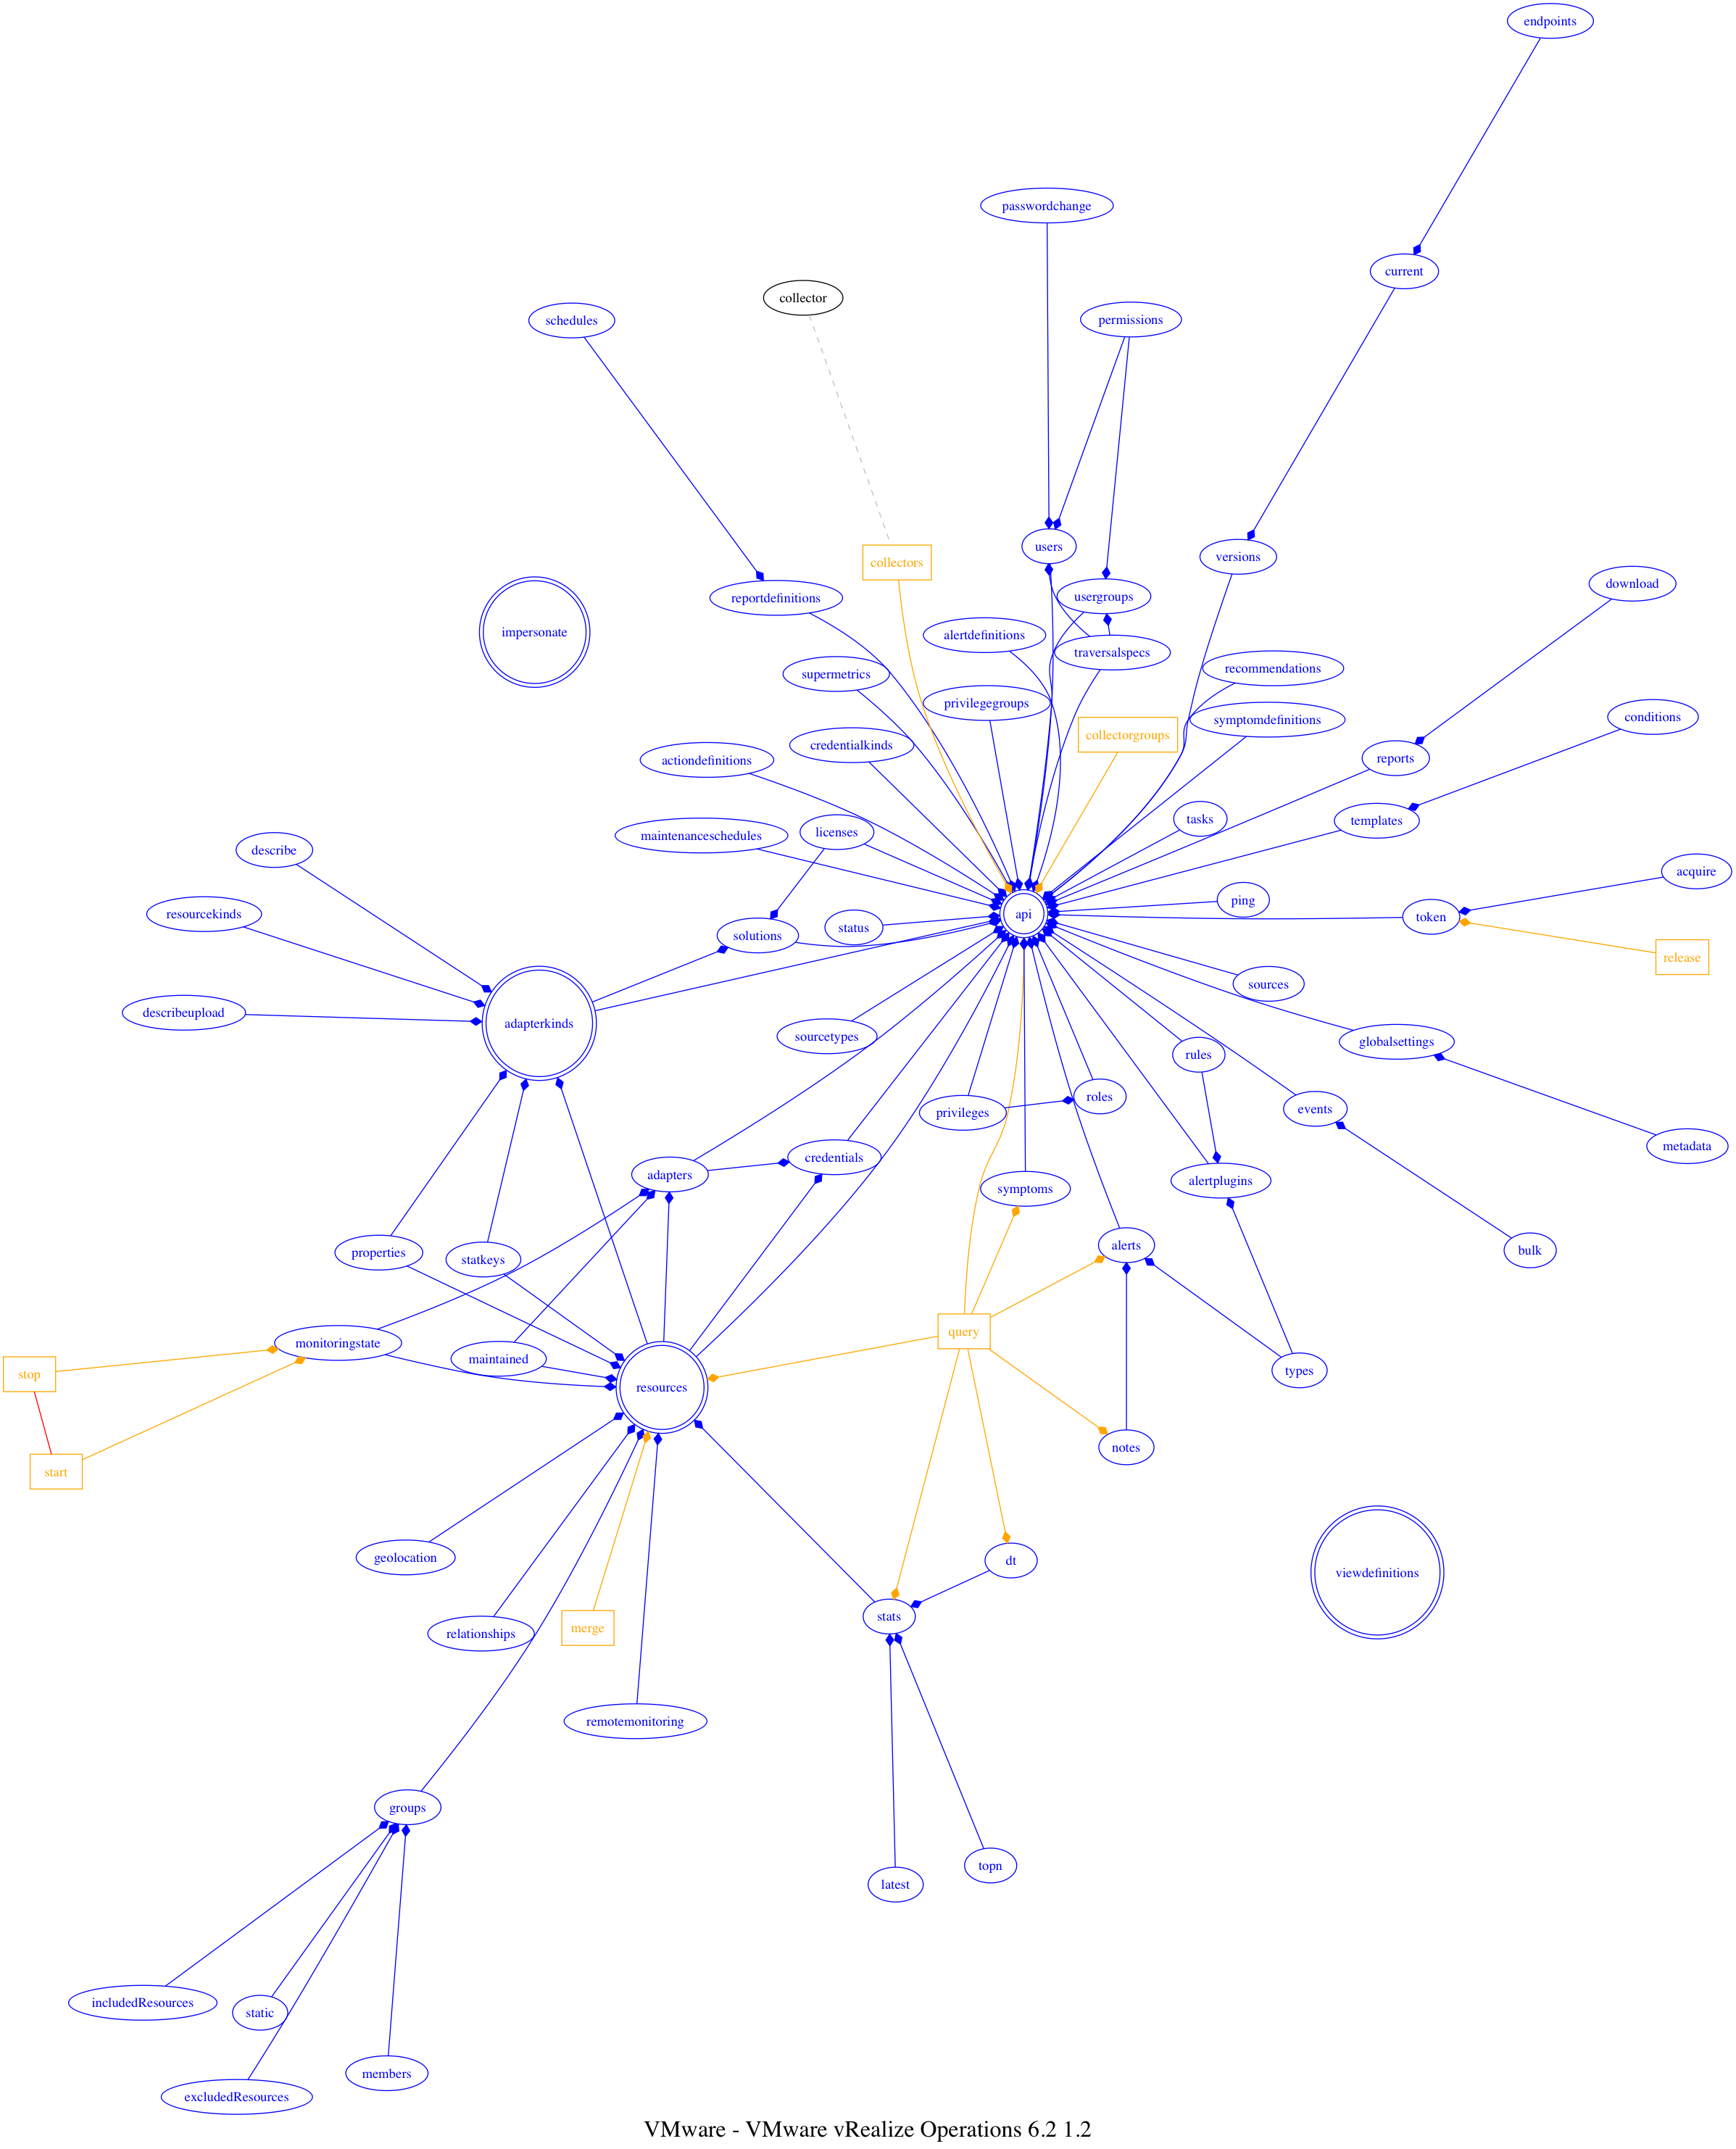 endpoints
passwordchange
current
collector
schedules
permissions
users
versions
collectors
download
reportdefinitions
usergroups
impersonate
alertdefinitions
traversalspecs
recommendations
supermetrics
privilegegroups
conditions
symptomdefinitions
collectorgroups
credentialkinds
reports
actiondefinitions
tasks
templates
licenses
maintenanceschedules
describe
acquire
ping
resourcekinds
api
token
status
solutions
release
sources
describeupload
adapterkinds
sourcetypes
globalsettings
rules
roles
events
privileges
metadata
credentials
adapters
alertplugins
symptoms
alerts
bulk
properties
statkeys
query
monitoringstate
maintained
types
stop
resources
notes
start
geolocation
dt
viewdefinitions
stats
merge
relationships
remotemonitoring
groups
topn
latest
includedResources
static
members
excludedResources
VMware - VMware vRealize Operations 6.2 1.2